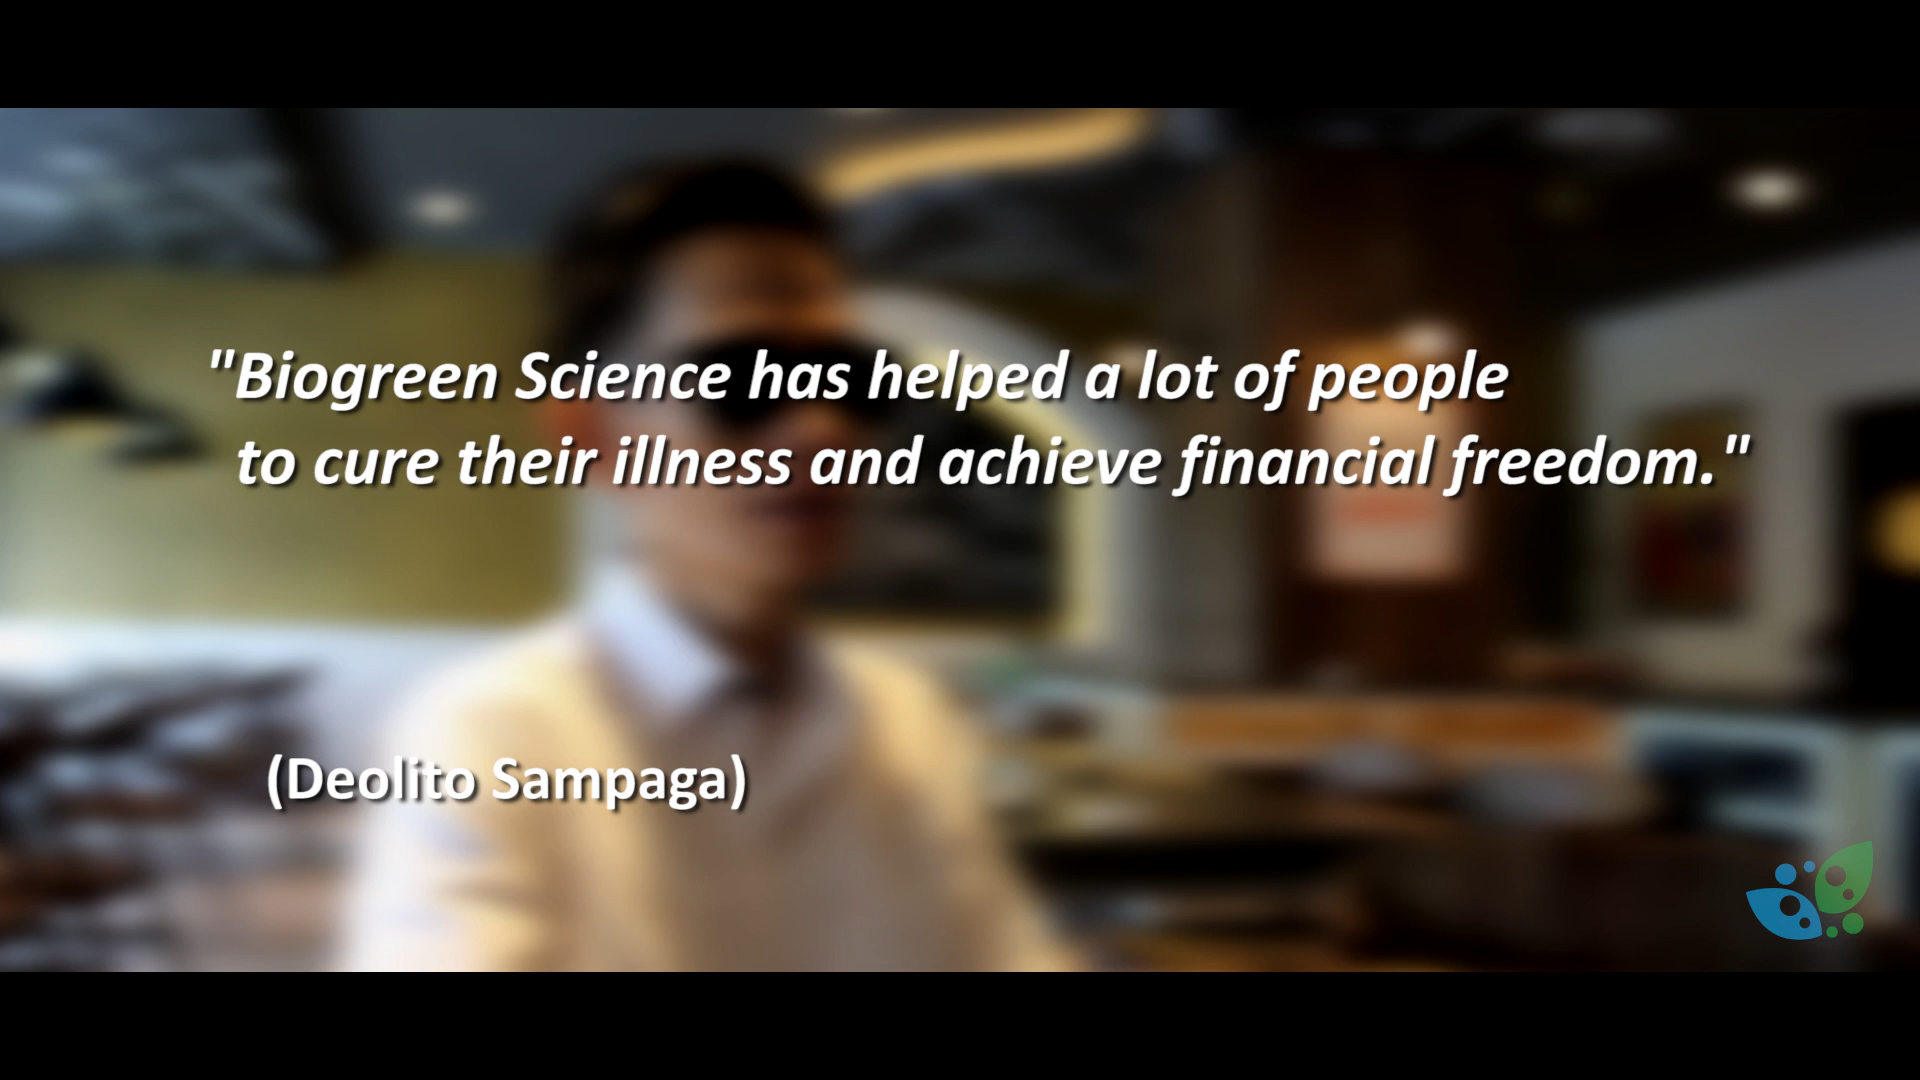 "Biogreen Science has helped a lot of people
to cure their illness and achieve financial freedom."
(Deolito Sampaga)